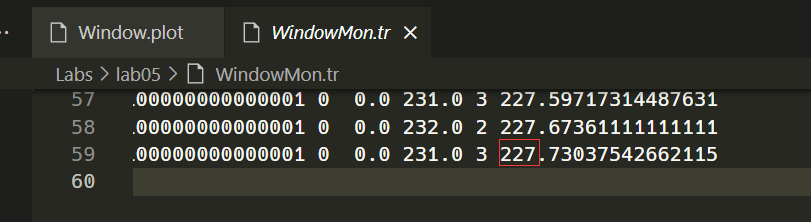 Window.plot WindowMon.tr
Labs > lab05 > WindowMon.tr
57 .00000000000001 0 0.0 231.0 3 227.59717314487631
58 .00000000000001 0 0.0 232.0 2 227.67361111111111
59 .00000000000001 0 0.0 231.0 3 227.73037542662115
60